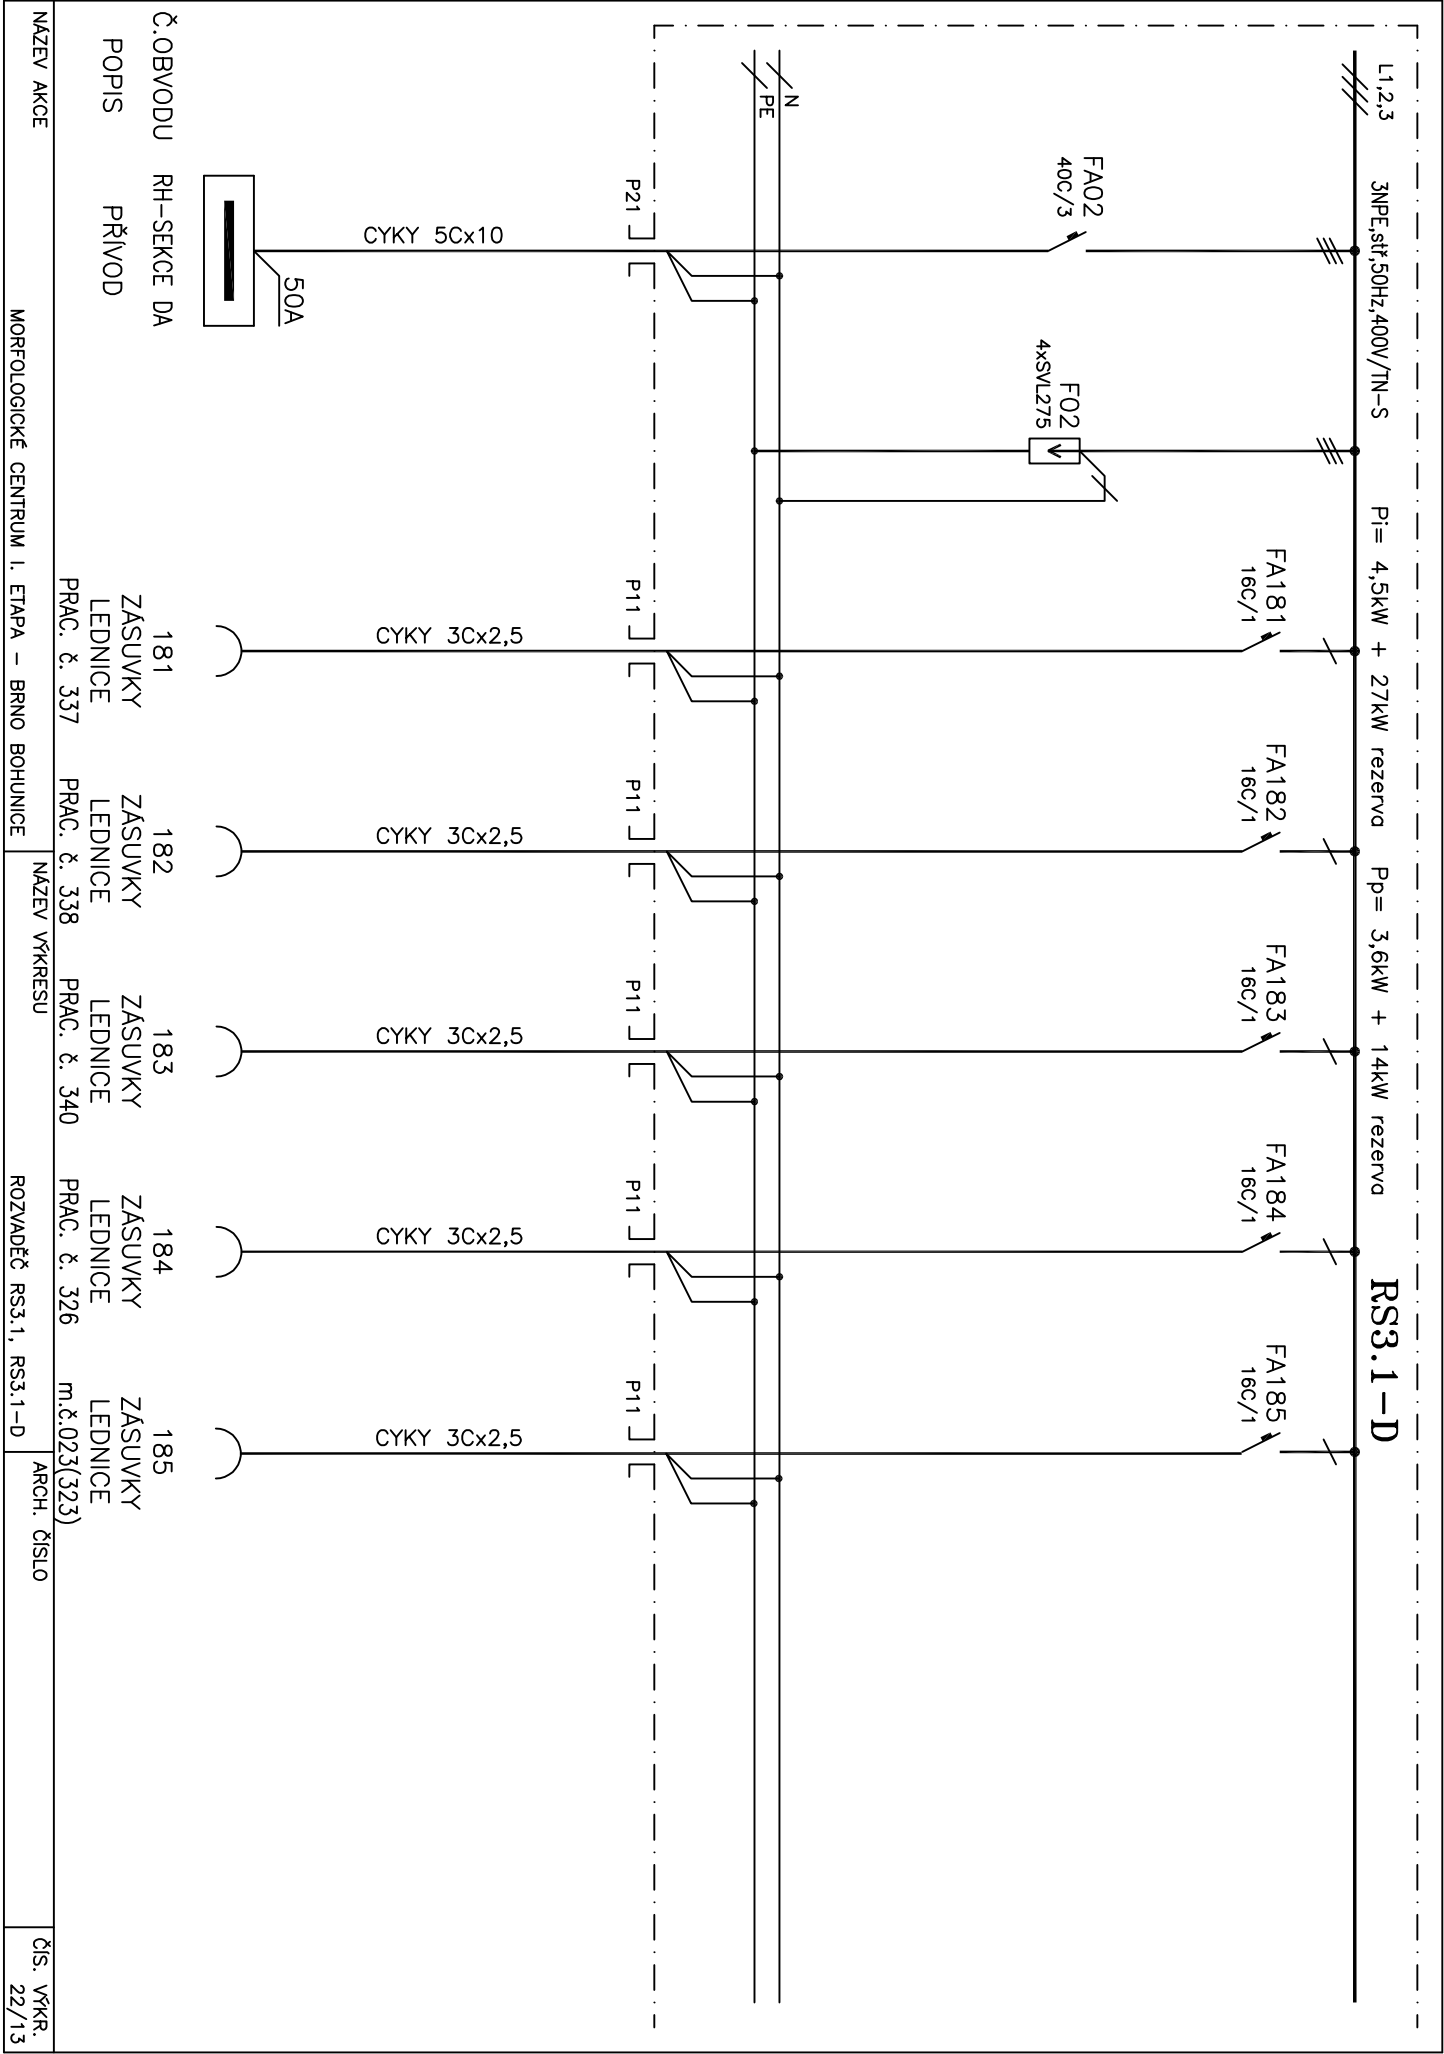 L1,2,3
3NPE,stř,50Hz,400V/TN-S
Pi= 4,5kW + 27kW rezerva
Pp= 3,6kW + 14kW rezerva
RS3.1-D
FA02
40C/3
F02
4xSVL275
FA181
16C/1
FA182
16C/1
FA183
16C/1
FA184
16C/1
FA185
16C/1
N
PE
P21
P11
P11
P11
P11
P11
CYKY 5Cx10
CYKY 3Cx2,5
CYKY 3Cx2,5
CYKY 3Cx2,5
CYKY 3Cx2,5
CYKY 3Cx2,5
50A
Č.OBVODU
RH-SEKCE DA
181
182
183
184
185
POPIS
PŘÍVOD
ZÁSUVKY
LEDNICE
PRAC. č. 337
ZÁSUVKY
LEDNICE
PRAC. č. 338
ZÁSUVKY
LEDNICE
PRAC. č. 340
ZÁSUVKY
LEDNICE
PRAC. č. 326
ZÁSUVKY
LEDNICE
m.č.023(323)
NÁZEV AKCE
MORFOLOGICKÉ CENTRUM I. ETAPA - BRNO BOHUNICE
NÁZEV VÝKRESU
ROZVADĚČ RS3.1, RS3.1-D
ARCH. ČÍSLO
ČÍS. VÝKR.
22/13